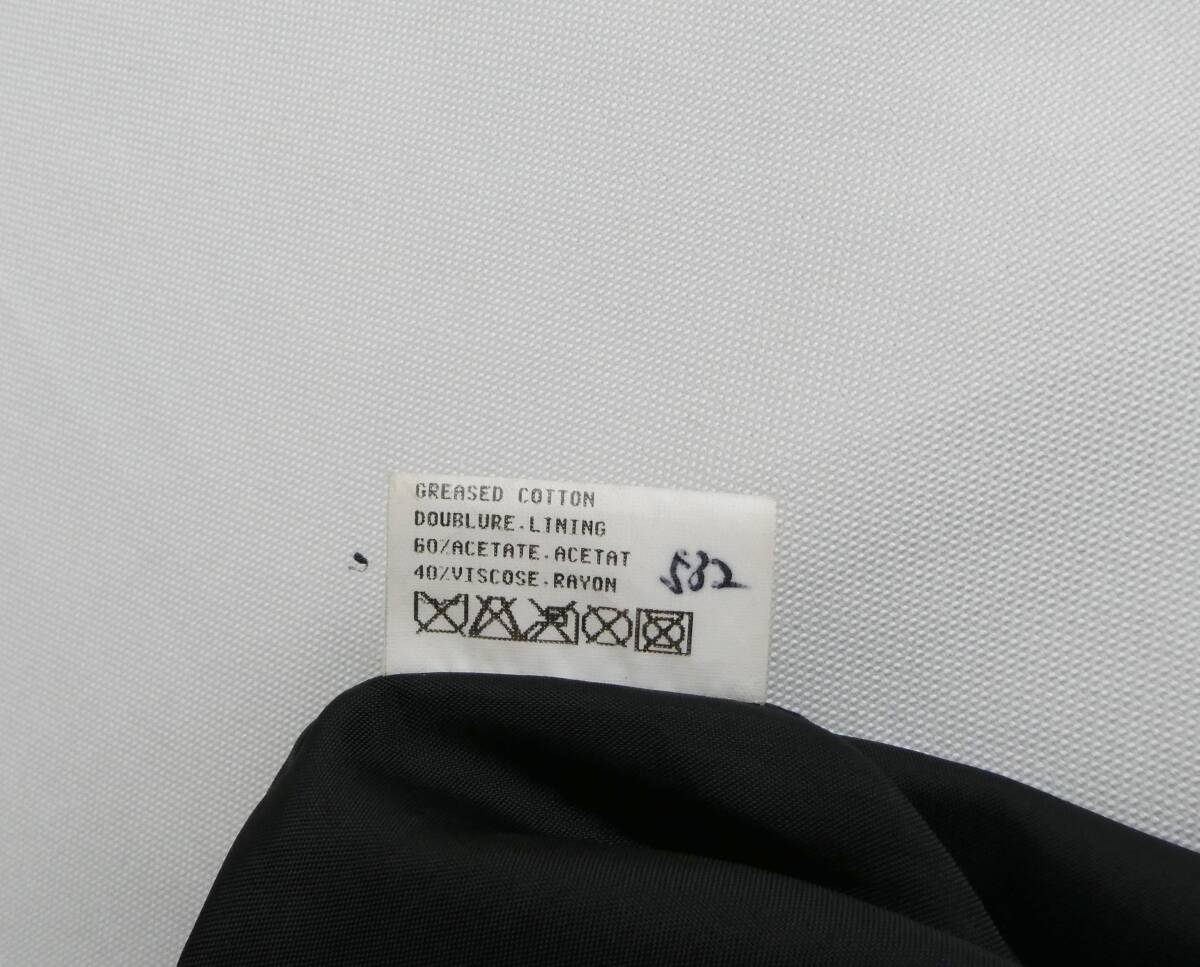 GREASED COTTON
DOUBLURE.LINING
60%ACETATE.ACETAT
40%VISCOSE.RAYON
582